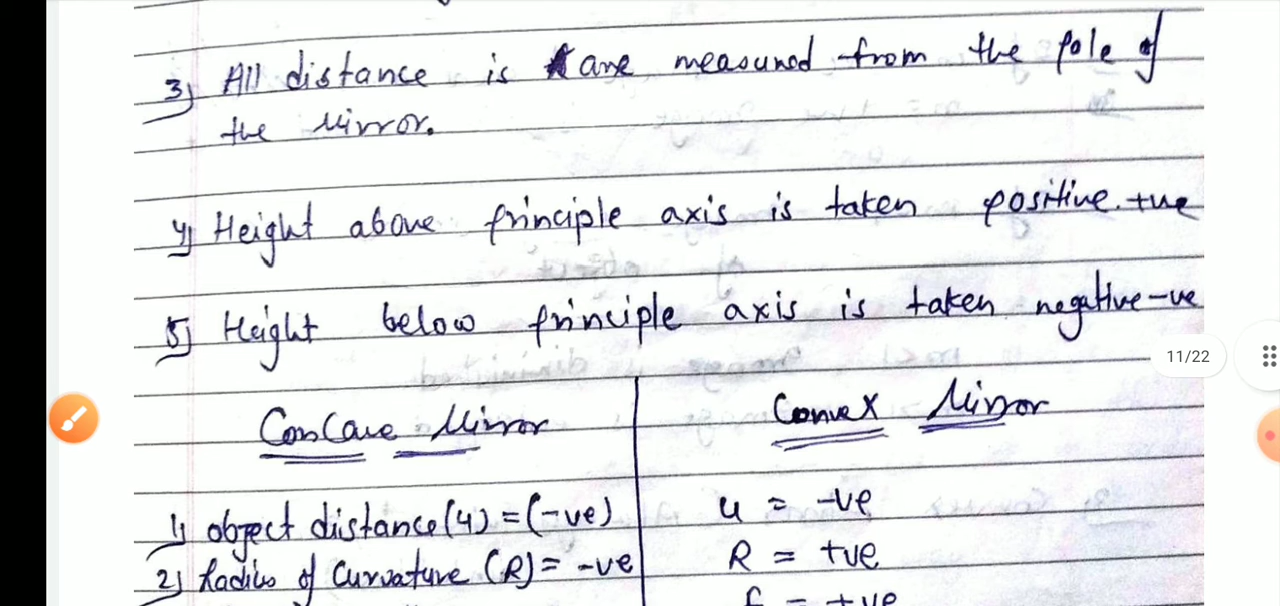 3) All distance is are measured from the pole of
the Mirror.
4) Height above principle axis is taken positive +ve
5) Height below principle axis is taken negative -ve
11/22
Concave Mirror
Convex Mirror
1) object distance (u) = (-ve)
u = -ve
2) Radius of Curvature (R) = -ve
R = +ve
f = +ve